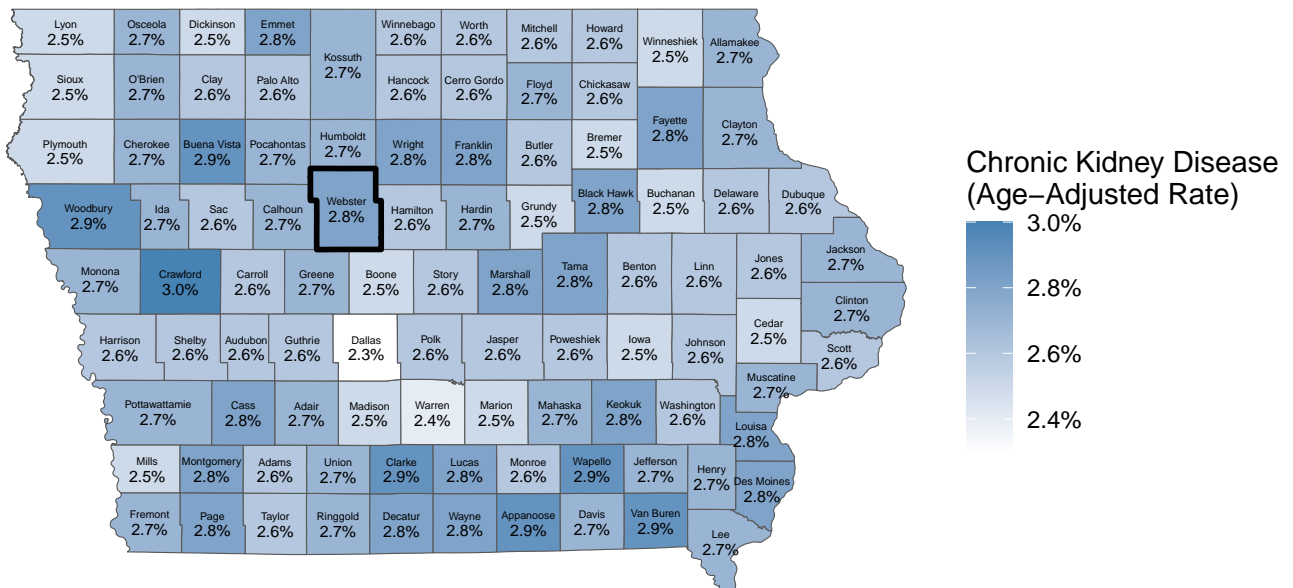 Lyon
2.5%
Osceola
2.7%
Dickinson
2.5%
Emmet
2.8%
Kossuth
2.7%
Winnebago
2.6%
Worth
2.6%
Mitchell
2.6%
Howard
2.6%
Winneshiek
2.5%
Allamakee
2.7%
Sioux
2.5%
O'Brien
2.7%
Clay
2.6%
Palo Alto
2.6%
Hancock
2.6%
Cerro Gordo
2.6%
Floyd
2.7%
Chickasaw
2.6%
Fayette
2.8%
Clayton
2.7%
Plymouth
2.5%
Cherokee
2.7%
Buena Vista
2.9%
Pocahontas
2.7%
Humboldt
2.7%
Wright
2.8%
Franklin
2.8%
Butler
2.6%
Bremer
2.5%
Woodbury
2.9%
Ida
2.7%
Sac
2.6%
Calhoun
2.7%
Webster
2.8%
Hamilton
2.6%
Hardin
2.7%
Grundy
2.5%
Black Hawk
2.8%
Buchanan
2.5%
Delaware
2.6%
Dubuque
2.6%
Monona
2.7%
Crawford
3.0%
Carroll
2.6%
Greene
2.7%
Boone
2.5%
Story
2.6%
Marshall
2.8%
Tama
2.8%
Benton
2.6%
Linn
2.6%
Jones
2.6%
Jackson
2.7%
Clinton
2.7%
Harrison
2.6%
Shelby
2.6%
Audubon
2.6%
Guthrie
2.6%
Dallas
2.3%
Polk
2.6%
Jasper
2.6%
Poweshiek
2.6%
Iowa
2.5%
Johnson
2.6%
Cedar
2.5%
Scott
2.6%
Muscatine
2.7%
Pottawattamie
2.7%
Cass
2.8%
Adair
2.7%
Madison
2.5%
Warren
2.4%
Marion
2.5%
Mahaska
2.7%
Keokuk
2.8%
Washington
2.6%
Louisa
2.8%
Mills
2.5%
Montgomery
2.8%
Adams
2.6%
Union
2.7%
Clarke
2.9%
Lucas
2.8%
Monroe
2.6%
Wapello
2.9%
Jefferson
2.7%
Henry
2.7%
Des Moines
2.8%
Fremont
2.7%
Page
2.8%
Taylor
2.6%
Ringgold
2.7%
Decatur
2.8%
Wayne
2.8%
Appanoose
2.9%
Davis
2.7%
Van Buren
2.9%
Lee
2.7%
Chronic Kidney Disease
(Age−Adjusted Rate)
3.0%
2.8%
2.6%
2.4%